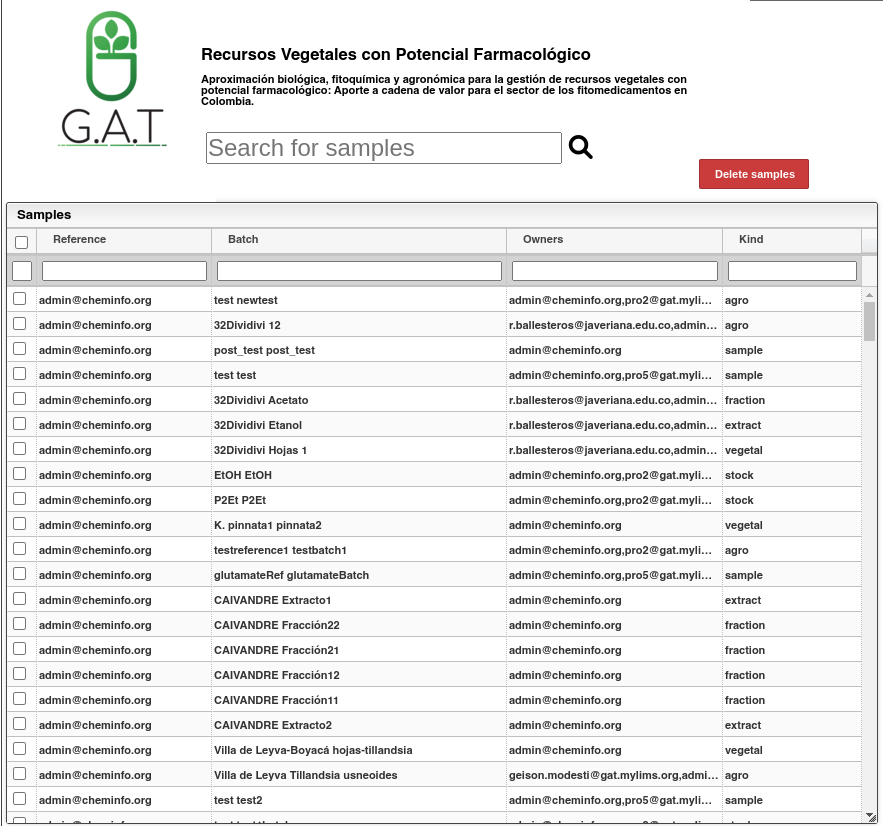 Recursos Vegetales con Potencial Farmacológico
Aproximación biológica, fitoquímica y agronómica para la gestión de recursos vegetales con
potencial farmacológico: Aporte a cadena de valor para el sector de los fitomedicamentos en
Colombia.
G.A.T
Search for samples
Delete samples
Samples
Reference Batch Owners Kind
admin@cheminfo.org test newtest admin@cheminfo.org,pro2@gat.myli... agro
admin@cheminfo.org 32Dividivi 12 r.ballesteros@javeriana.edu.co,admin... agro
admin@cheminfo.org post_test post_test admin@cheminfo.org sample
admin@cheminfo.org test test admin@cheminfo.org,pro5@gat.myli... sample
admin@cheminfo.org 32Dividivi Acetato r.ballesteros@javeriana.edu.co,admin... fraction
admin@cheminfo.org 32Dividivi Etanol r.ballesteros@javeriana.edu.co,admin... extract
admin@cheminfo.org 32Dividivi Hojas 1 r.ballesteros@javeriana.edu.co,admin... vegetal
admin@cheminfo.org EtOH EtOH admin@cheminfo.org,pro2@gat.myli... stock
admin@cheminfo.org P2Et P2Et admin@cheminfo.org,pro2@gat.myli... stock
admin@cheminfo.org K. pinnata1 pinnata2 admin@cheminfo.org vegetal
admin@cheminfo.org testreference1 testbatch1 admin@cheminfo.org,pro2@gat.myli... agro
admin@cheminfo.org glutamateRef glutamateBatch admin@cheminfo.org,pro5@gat.myli... sample
admin@cheminfo.org CAIVANDRE Extracto1 admin@cheminfo.org extract
admin@cheminfo.org CAIVANDRE Fracción22 admin@cheminfo.org fraction
admin@cheminfo.org CAIVANDRE Fracción21 admin@cheminfo.org fraction
admin@cheminfo.org CAIVANDRE Fracción12 admin@cheminfo.org fraction
admin@cheminfo.org CAIVANDRE Fracción11 admin@cheminfo.org fraction
admin@cheminfo.org CAIVANDRE Extracto2 admin@cheminfo.org extract
admin@cheminfo.org Villa de Leyva-Boyacá hojas-tillandsia admin@cheminfo.org vegetal
admin@cheminfo.org Villa de Leyva Tillandsia usneoides geison.modesti@gat.mylims.org,admi... agro
admin@cheminfo.org test test2 admin@cheminfo.org,pro5@gat.myli... sample